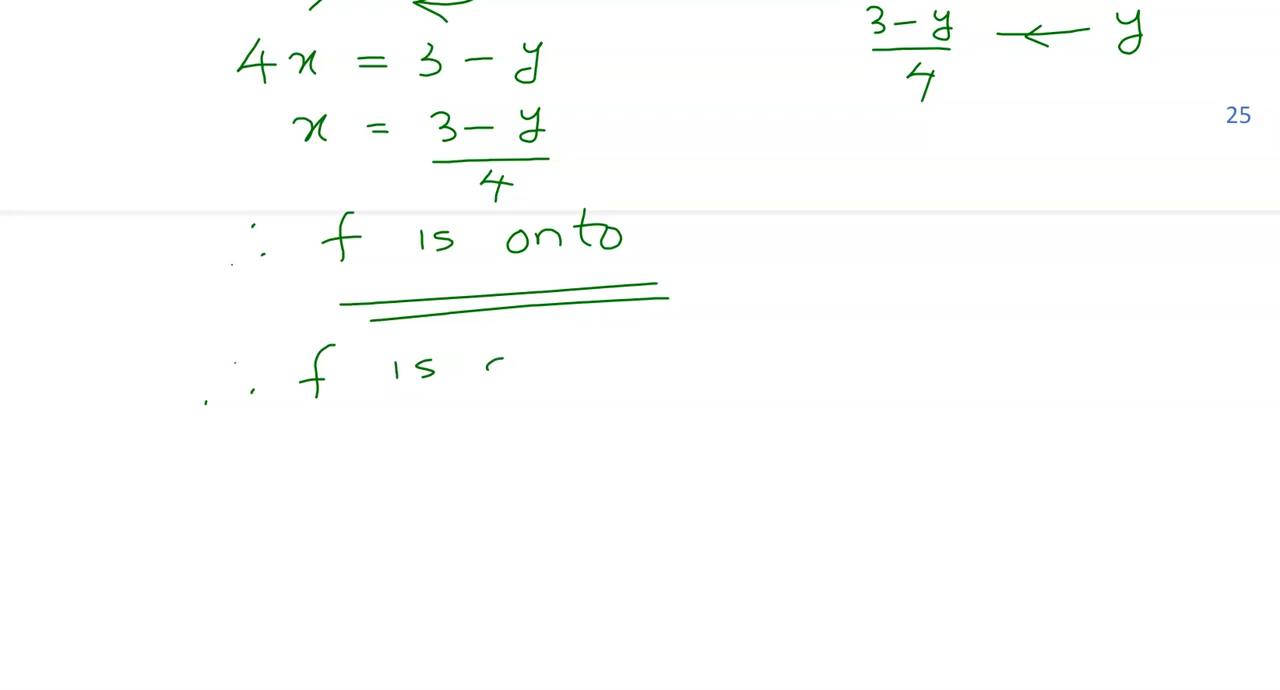 4x = 3 - y
x = 3 - y / 4
∴ f is onto
∴ f is
3 - y / 4 ← y
25